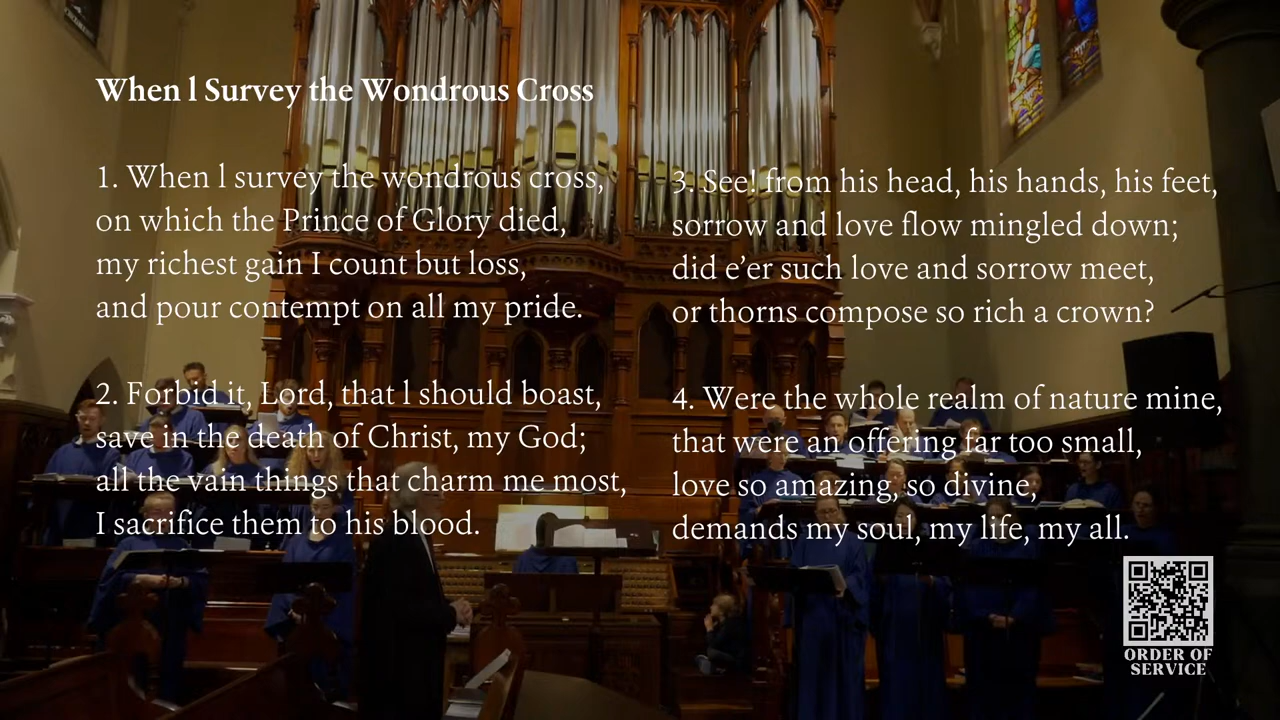 When l Survey the Wondrous Cross
1. When l survey the wondrous cross,
on which the Prince of Glory died,
my richest gain I count but loss,
and pour contempt on all my pride.
2. Forbid it, Lord, that l should boast,
save in the death of Christ, my God;
all the vain things that charm me most,
I sacrifice them to his blood.
3. See! from his head, his hands, his feet,
sorrow and love flow mingled down;
did e’er such love and sorrow meet,
or thorns compose so rich a crown?
4. Were the whole realm of nature mine,
that were an offering far too small,
love so amazing, so divine,
demands my soul, my life, my all.
ORDER OF
SERVICE